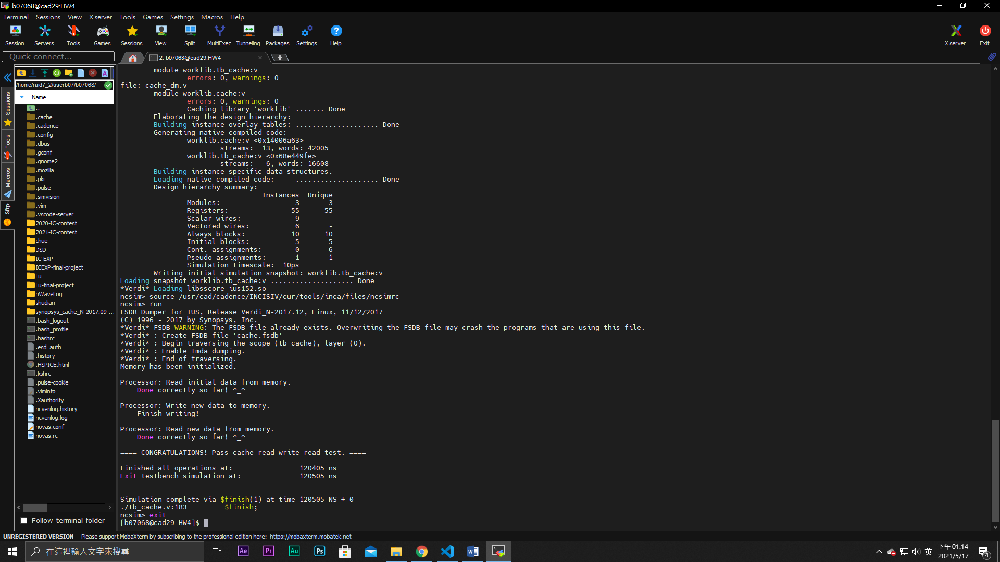 b07068@cad29:HW4
Terminal Sessions View X server Tools Games Settings Macros Help
Session Servers Tools Games Sessions View Split MultiExec Tunneling Packages Settings Help X server Exit
Quick connect...
2. b07068@cad29:HW4
/home/raid7_2/userb07/b07068/
Name
..
.cache
.cadence
.config
.dbus
.gconf
.gnome2
.mozilla
.pki
.pulse
.simvision
.vim
.vscode-server
2020-IC-contest
2021-IC-contest
chue
DSD
IC-EXP
ICEXP-final-project
Lu
Lu-final-project
nWaveLog
shudian
synopsys_cache_N-2017.09-...
.bash_logout
.bash_profile
.bashrc
.esd_auth
.history
.HSPICE.html
.kshrc
.pulse-cookie
.viminfo
.Xauthority
ncverilog.history
ncverilog.log
novas.conf
novas.rc
Follow terminal folder
Sessions
Tools
Macros
Sftp
module worklib.tb_cache:v
errors: 0, warnings: 0
file: cache_dm.v
module worklib.cache:v
errors: 0, warnings: 0
Caching library 'worklib' ....... Done
Elaborating the design hierarchy:
Building instance overlay tables: .................... Done
Generating native compiled code:
worklib.cache:v <0x14006a63>
streams:  13, words: 42005
worklib.tb_cache:v <0x68e449fe>
streams:   6, words: 16608
Building instance specific data structures.
Loading native compiled code:     .................... Done
Design hierarchy summary:
Instances  Unique
Modules:                  3       3
Registers:               55      55
Scalar wires:             9       -
Vectored wires:           6       -
Always blocks:           10      10
Initial blocks:           5       5
Cont. assignments:        0       6
Pseudo assignments:       1       1
Simulation timescale:  10ps
Writing initial simulation snapshot: worklib.tb_cache:v
Loading snapshot worklib.tb_cache:v .................... Done
*Verdi* Loading libsscore_ius152.so
ncsim> source /usr/cad/cadence/INCISIV/cur/tools/inca/files/ncsimrc
ncsim> run
FSDB Dumper for IUS, Release Verdi_N-2017.12, Linux, 11/12/2017
(C) 1996 - 2017 by Synopsys, Inc.
*Verdi* FSDB WARNING: The FSDB file already exists. Overwriting the FSDB file may crash the programs that are using this file.
*Verdi* : Create FSDB file 'cache.fsdb'
*Verdi* : Begin traversing the scope (tb_cache), layer (0).
*Verdi* : Enable +mda dumping.
*Verdi* : End of traversing.
Memory has been initialized.
Processor: Read initial data from memory.
Done correctly so far! ^_^
Processor: Write new data to memory.
Finish writing!
Processor: Read new data from memory.
Done correctly so far! ^_^
==== CONGRATULATIONS! Pass cache read-write-read test. ====
Finished all operations at:                120405 ns
Exit testbench simulation at:              120505 ns
Simulation complete via $finish(1) at time 120505 NS + 0
./tb_cache.v:183         $finish;
ncsim> exit
[b07068@cad29 HW4]$
UNREGISTERED VERSION - Please support MobaXterm by subscribing to the professional edition here: https://mobaxterm.mobatek.net
在這裡輸入文字來搜尋
Ae Pr Au Ps
英
下午 01:14
2021/5/17
4